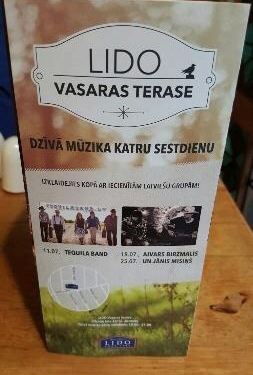 LIDO
VASARAS TERASE
DZĪVĀ MŪZIKA KATRU SESTDIENU
IZKLAIDĒJIES KOPĀ AR IECIENĪTĀM LATVIEŠU GRUPĀM!
11.07. TEQUILA BAND
18.07. AIVARS BIRZMALIS
25.07. UN JĀNIS MISIŅŠ
LIDO